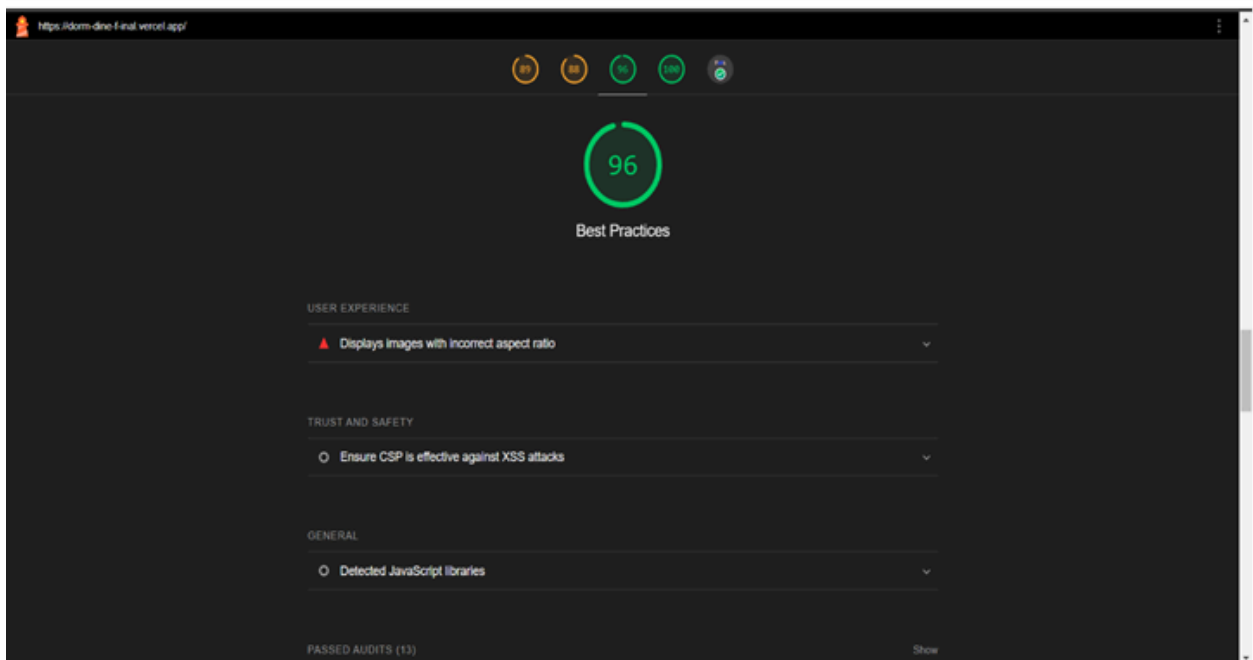 https://dorm-dine-f-inal.vercel.app/
89 88 96 100
96
Best Practices
USER EXPERIENCE
Displays images with incorrect aspect ratio
TRUST AND SAFETY
Ensure CSP is effective against XSS attacks
GENERAL
Detected JavaScript libraries
PASSED AUDITS (13) Show